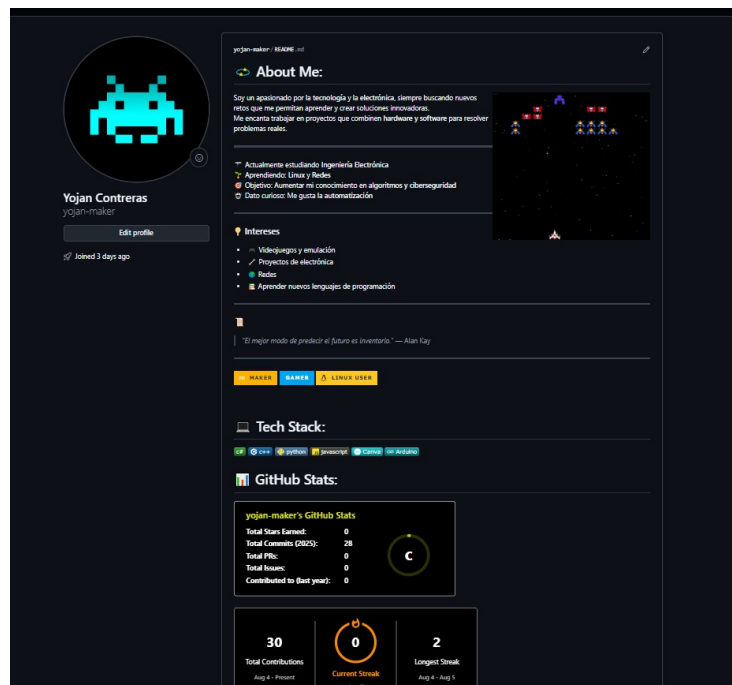 yojan-maker / README.md
About Me:
Soy un apasionado por la tecnología y la electrónica, siempre buscando nuevos
retos que me permitan aprender y crear soluciones innovadoras.
Me encanta trabajar en proyectos que combinen hardware y software para resolver
problemas reales.
Actualmente estudiando Ingeniería Electrónica
Aprendiendo: Linux y Redes
Objetivo: Aumentar mi conocimiento en algoritmos y ciberseguridad
Dato curioso: Me gusta la automatización
Yojan Contreras
yojan-maker
Edit profile
Joined 3 days ago
Intereses
Videojuegos y emulación
Proyectos de electrónica
Redes
Aprender nuevos lenguajes de programación
"El mejor modo de predecir el futuro es inventarlo." — Alan Kay
MAKER GAMER LINUX USER
Tech Stack:
C# C++ python javascript Canva Arduino
GitHub Stats:
yojan-maker's GitHub Stats
Total Stars Earned: 0
Total Commits (2025): 28
Total PRs: 0
Total Issues: 0
Contributed to (last year): 0
C
30 0 2
Total Contributions Current Streak Longest Streak
Aug 4 - Present Aug 4 - Aug 5